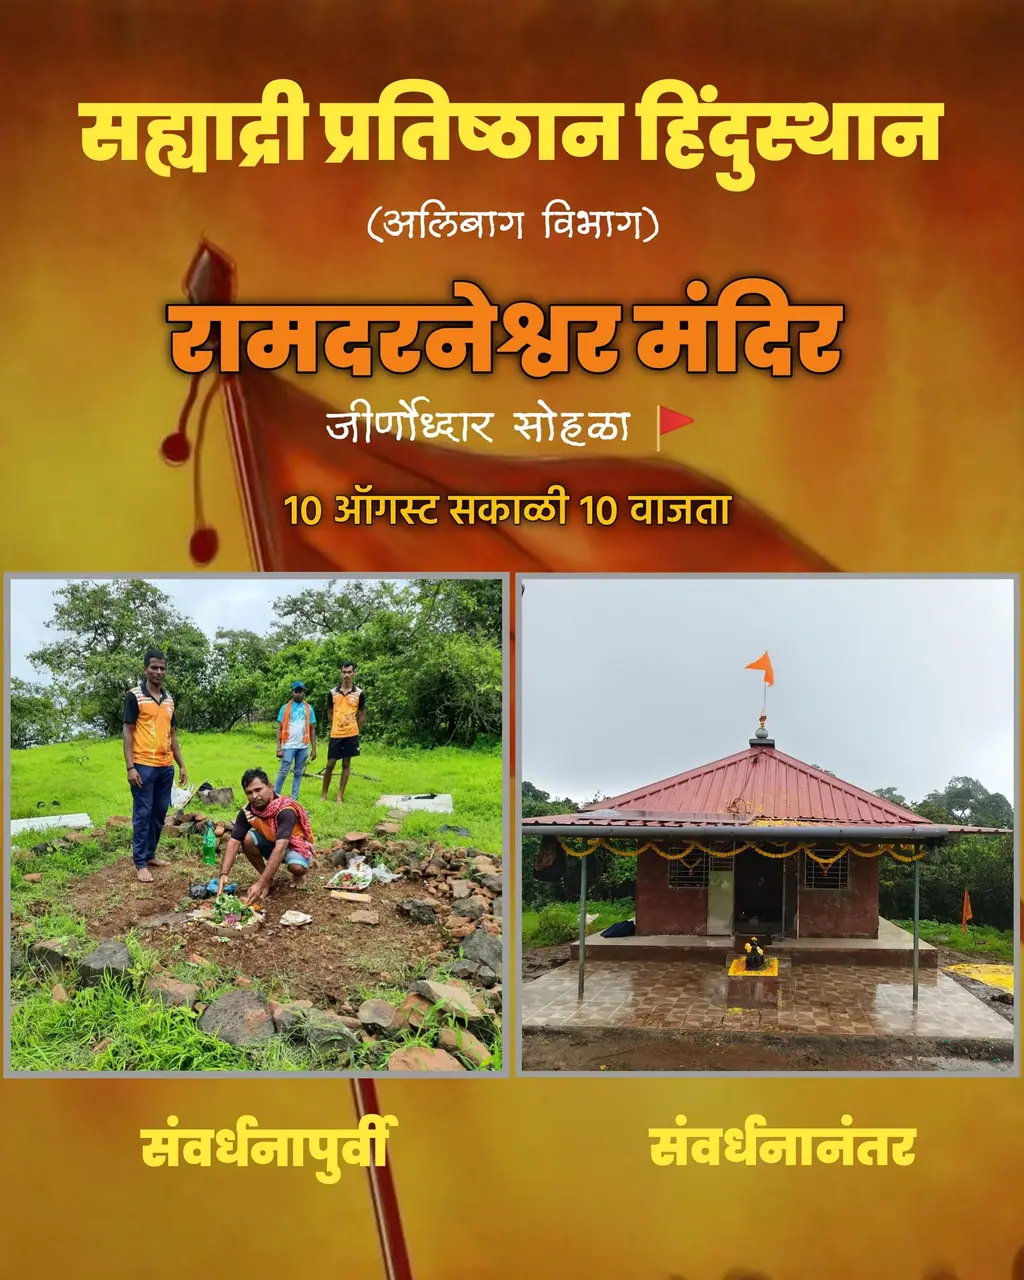 सह्याद्री प्रतिष्ठान हिंदुस्थान
(अलिबाग विभाग)
रामदरनेश्वर मंदिर
जीर्णोध्दार सोहळा
10 ऑगस्ट सकाळी 10 वाजता
संवर्धनापुर्वी
संवर्धनानंतर